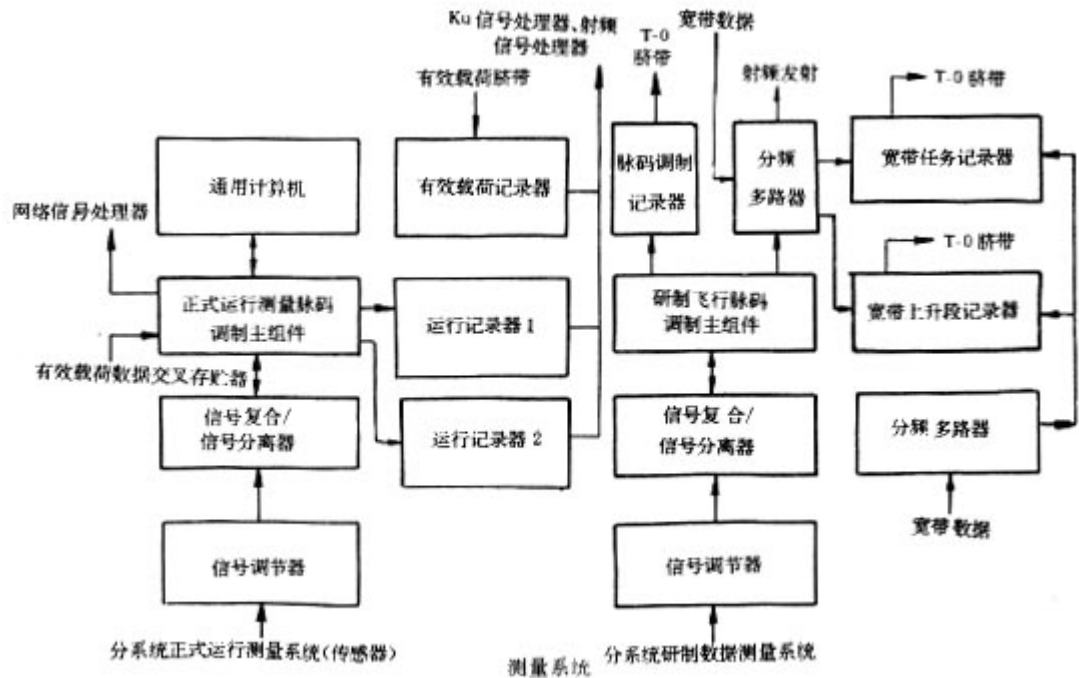 Ku 信号处理器、射频
信号处理器
T-0
脐带
宽带数据
有效载荷脐带
射频发射
T-0 脐带
通用计算机
有效载荷记录器
脉码调制
记录器
分频
多路器
宽带任务记录器
网络信号处理器
T-0 脐带
正式运行测量脉码
调制主组件
运行记录器 1
研制飞行脉码
调制主组件
宽带上升段记录器
有效载荷数据交叉存贮器
信号复合/
信号分离器
运行记录器 2
信号复合/
信号分离器
分频多路器
宽带数据
信号调节器
信号调节器
分系统正式运行测量系统(传感器)
分系统研制数据测量系统
测量系统